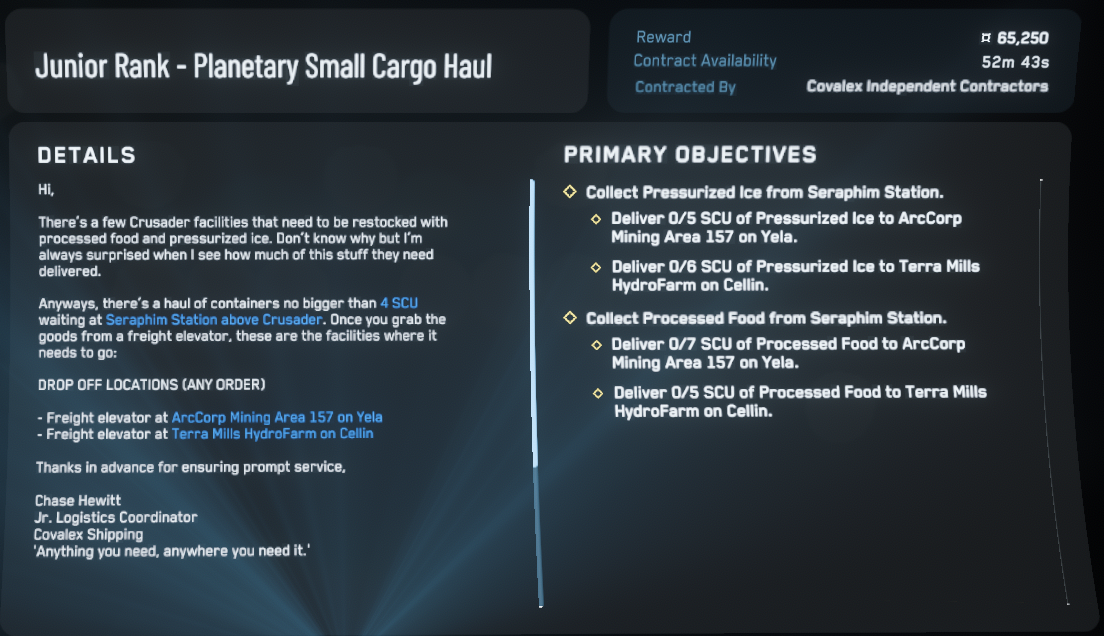 Junior Rank - Planetary Small Cargo Haul
Reward ¤ 65,250
Contract Availability 52m 43s
Contracted By Covalex Independent Contractors
DETAILS
Hi,
There's a few Crusader facilities that need to be restocked with
processed food and pressurized ice. Don't know why but I'm
always surprised when I see how much of this stuff they need
delivered.
Anyways, there's a haul of containers no bigger than 4 SCU
waiting at Seraphim Station above Crusader. Once you grab the
goods from a freight elevator, these are the facilities where it
needs to go:
DROP OFF LOCATIONS (ANY ORDER)
- Freight elevator at ArcCorp Mining Area 157 on Yela
- Freight elevator at Terra Mills HydroFarm on Cellin
Thanks in advance for ensuring prompt service,
Chase Hewitt
Jr. Logistics Coordinator
Covalex Shipping
'Anything you need, anywhere you need it.'
PRIMARY OBJECTIVES
Collect Pressurized Ice from Seraphim Station.
Deliver 0/5 SCU of Pressurized Ice to ArcCorp
Mining Area 157 on Yela.
Deliver 0/6 SCU of Pressurized Ice to Terra Mills
HydroFarm on Cellin.
Collect Processed Food from Seraphim Station.
Deliver 0/7 SCU of Processed Food to ArcCorp
Mining Area 157 on Yela.
Deliver 0/5 SCU of Processed Food to Terra Mills
HydroFarm on Cellin.